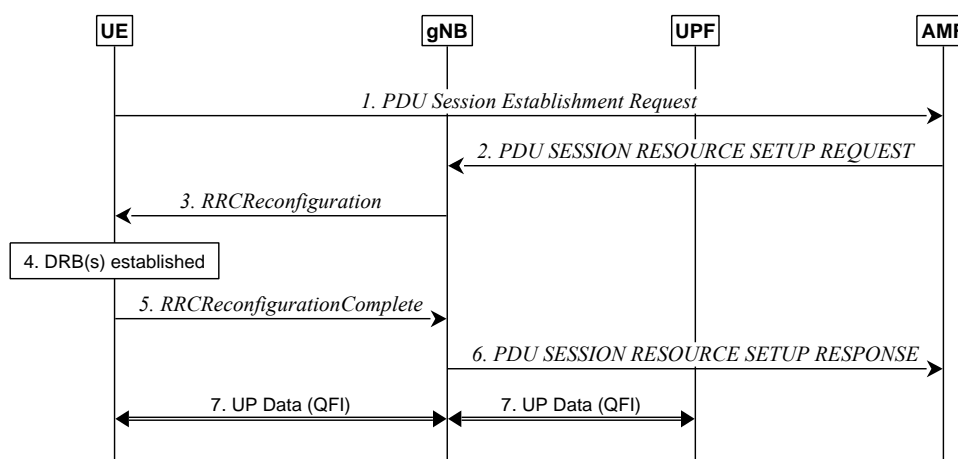 UE gNB UPF AMF
1. PDU Session Establishment Request
2. PDU SESSION RESOURCE SETUP REQUEST
3. RRCReconfiguration
4. DRB(s) established
5. RRCReconfigurationComplete
6. PDU SESSION RESOURCE SETUP RESPONSE
7. UP Data (QFI) 7. UP Data (QFI)